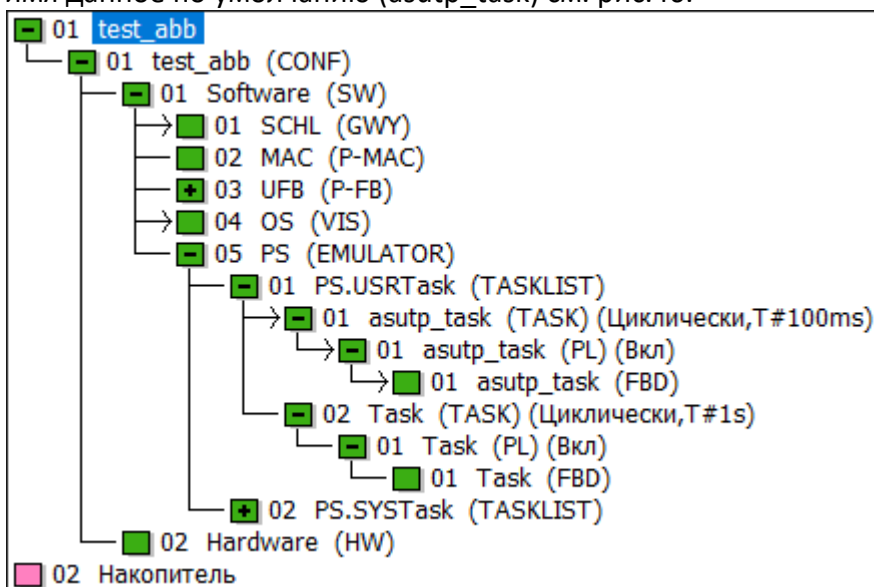 имя данное по умолчанию (asutp_task) см. рис.
01 test_abb
01 test_abb (CONF)
01 Software (SW)
01 SCHL (GWY)
02 MAC (P-MAC)
03 UFB (P-FB)
04 OS (VIS)
05 PS (EMULATOR)
01 PS.USRTask (TASKLIST)
01 asutp_task (TASK) (Циклически,T#100ms)
01 asutp_task (PL) (Вкл)
01 asutp_task (FBD)
02 Task (TASK) (Циклически,T#1s)
01 Task (PL) (Вкл)
01 Task (FBD)
02 PS.SYSTask (TASKLIST)
02 Hardware (HW)
02 Накопитель